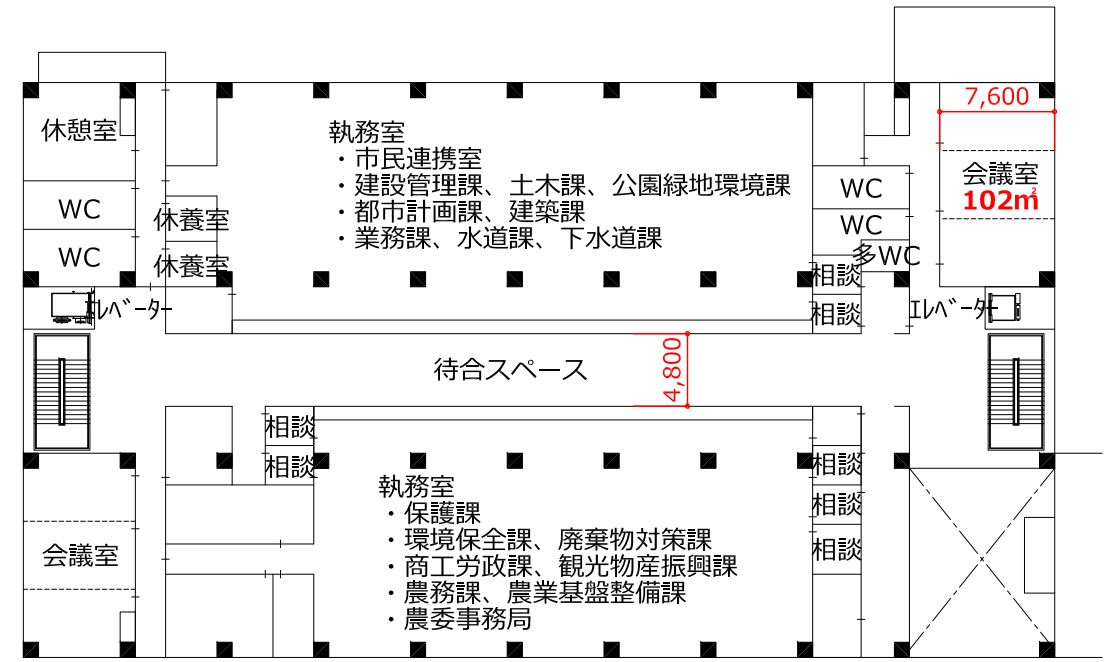 7,600
休憩室
執務室
・市民連携室
・建設管理課、土木課、公園緑地環境課
・都市計画課、建築課
・業務課、水道課、下水道課
会議室
102㎡
WC
WC
休養室
WC
WC
休養室
多WC
相談
相談
エレベーター
エレベーター
待合スペース
4,800
相談
相談
相談
相談
相談
執務室
・保護課
・環境保全課、廃棄物対策課
・商工労政課、観光物産振興課
・農務課、農業基盤整備課
・農委事務局
会議室